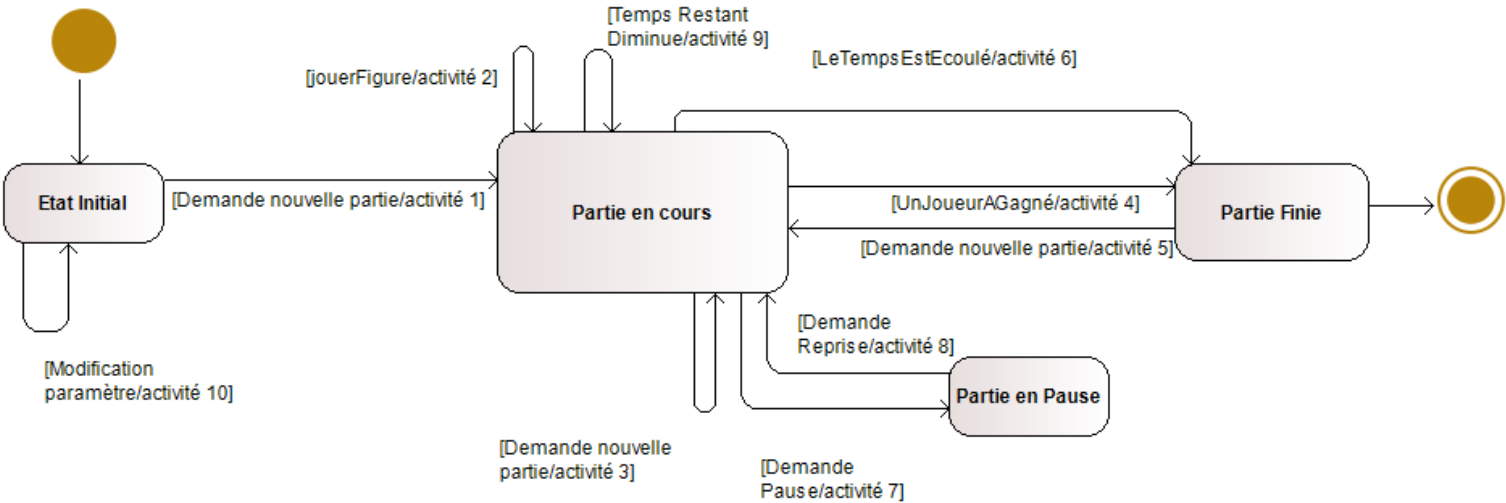 [Temps Restant
Diminue/activité 9]
[jouerFigure/activité 2]
[LeTempsEstEcoulé/activité 6]
Etat Initial
[Demande nouvelle partie/activité 1]
Partie en cours
[UnJoueurAGagné/activité 4]
Partie Finie
[Demande nouvelle partie/activité 5]
[Modification
paramètre/activité 10]
[Demande
Reprise/activité 8]
Partie en Pause
[Demande nouvelle
partie/activité 3]
[Demande
Pause/activité 7]